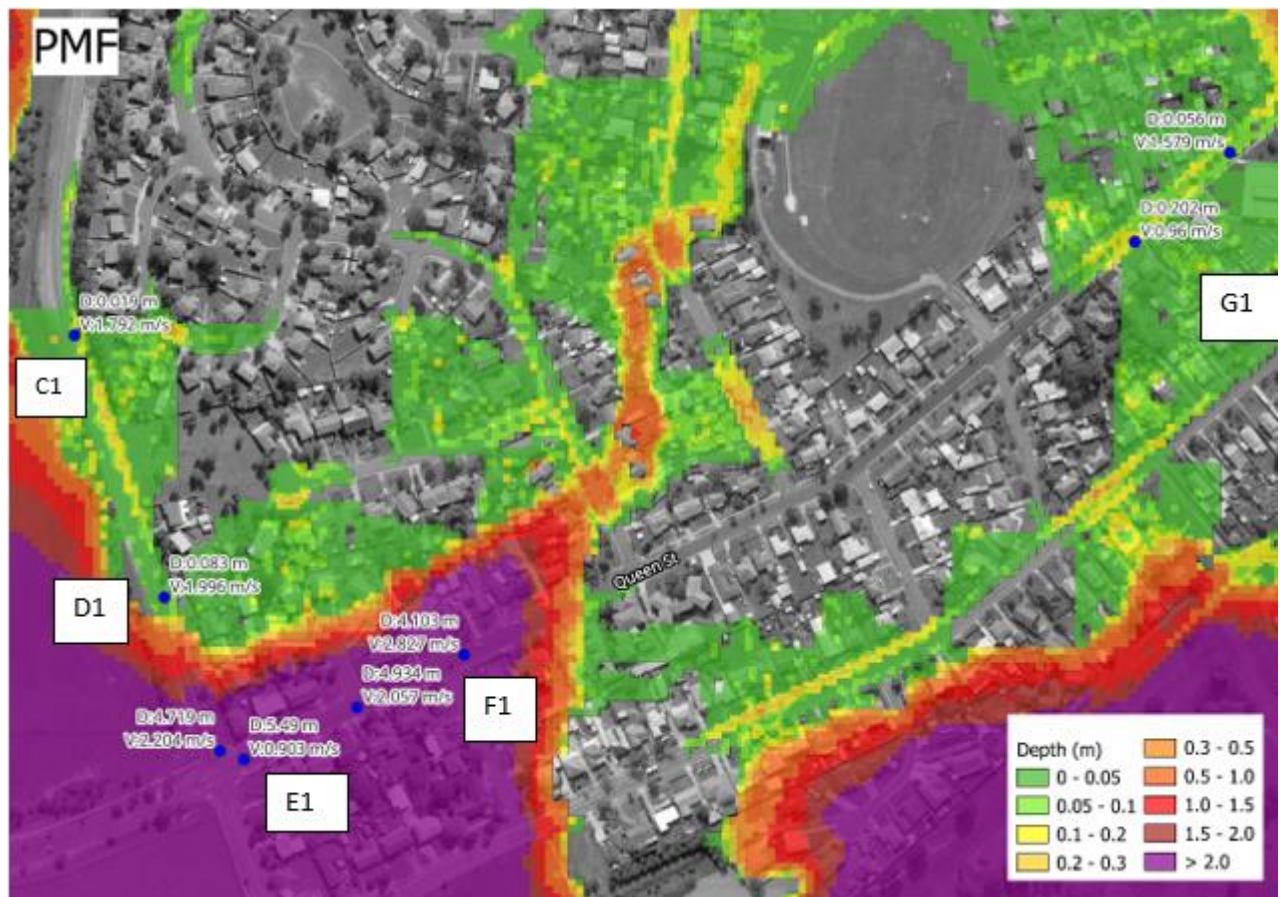 PMF
D:0.056 m
V:1.579 m/s
D:0.202 m
V:0.96 m/s
G1
D:0.019 m
V:1.792 m/s
C1
Queen St
D:0.083 m
V:1.996 m/s
D1
D:4.103 m
V:2.827 m/s
D:4.934 m
V:2.057 m/s
F1
D:4.719 m
V:2.204 m/s
D:5.49 m
V:0.903 m/s
E1
Depth (m)
0 - 0.05
0.05 - 0.1
0.1 - 0.2
0.2 - 0.3
0.3 - 0.5
0.5 - 1.0
1.0 - 1.5
1.5 - 2.0
> 2.0